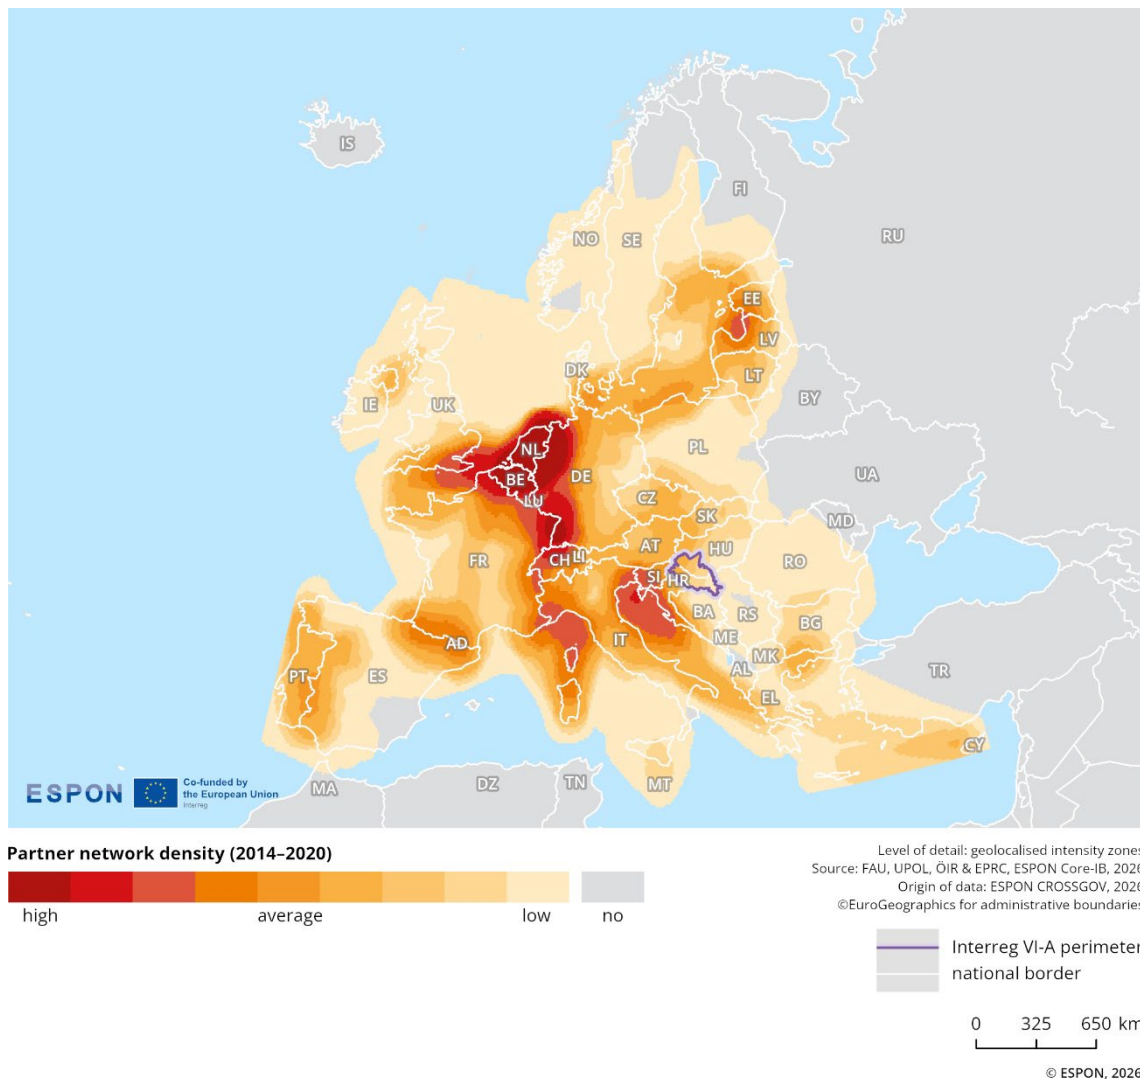 IS
FI
NO
SE
RU
EE
LV
DK
LT
IE
UK
BY
NL
PL
DE
BE
UA
CZ
LU
SK
MD
AT
HU
FR
CH
LI
RO
SI
HR
BA
RS
BG
IT
ME
AD
MK
AL
PT
ES
TR
EL
CY
MA
DZ
TN
MT
ESPON
Co-funded by
the European Union
Interreg
Partner network density (2014–2020)
high
average
low
no
Level of detail: geolocalised intensity zones
Source: FAU, UPOL, ÖIR & EPRC, ESPON Core-IB, 2026
Origin of data: ESPON CROSSGOV, 2026
©EuroGeographics for administrative boundaries
Interreg VI-A perimeter
national border
0 325 650 km
© ESPON, 2026